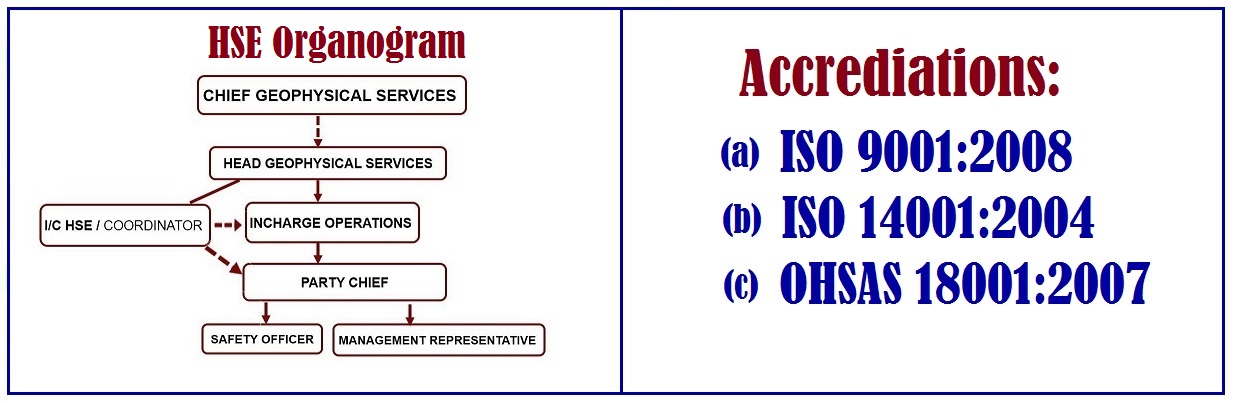 HSE Organogram
CHIEF GEOPHYSICAL SERVICES
HEAD GEOPHYSICAL SERVICES
I/C HSE / COORDINATOR
INCHARGE OPERATIONS
PARTY CHIEF
SAFETY OFFICER
MANAGEMENT REPRESENTATIVE
Accrediations:
(a) ISO 9001:2008
(b) ISO 14001:2004
(c) OHSAS 18001:2007